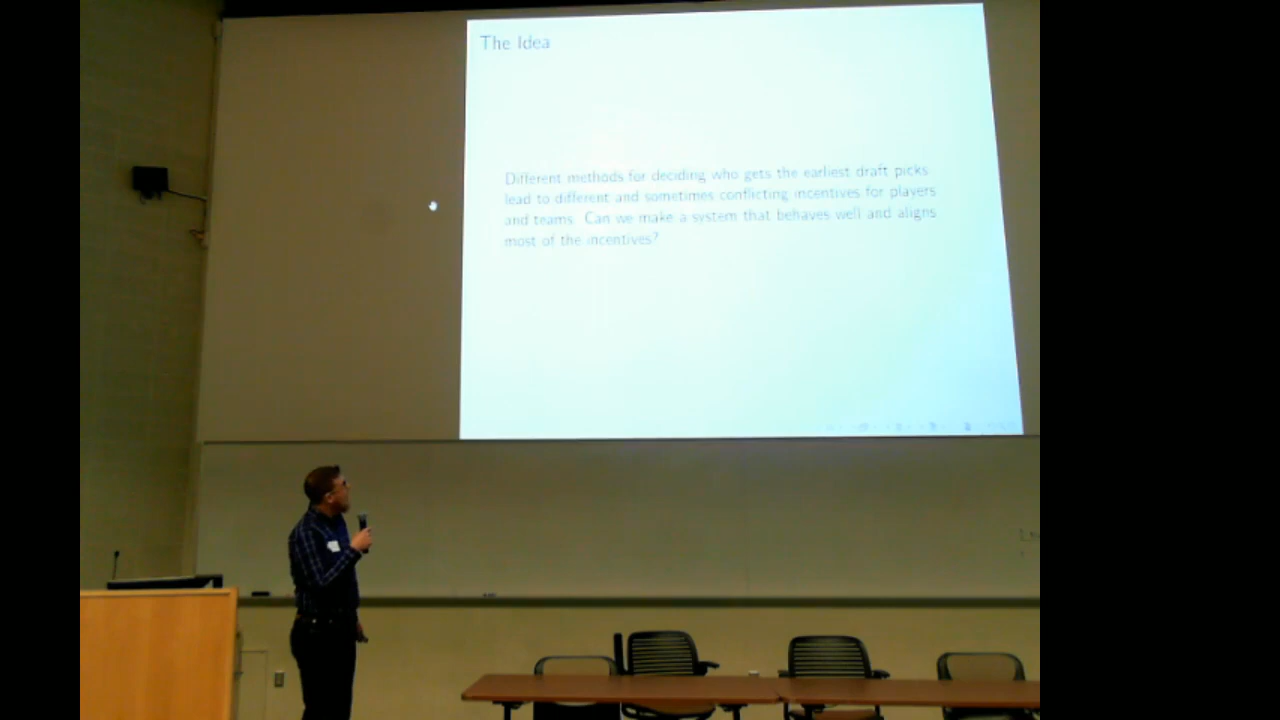 The Idea
Different methods for deciding who gets the earliest draft picks
lead to different and sometimes conflicting incentives for players
and teams. Can we make a system that behaves well and aligns
most of the incentives?